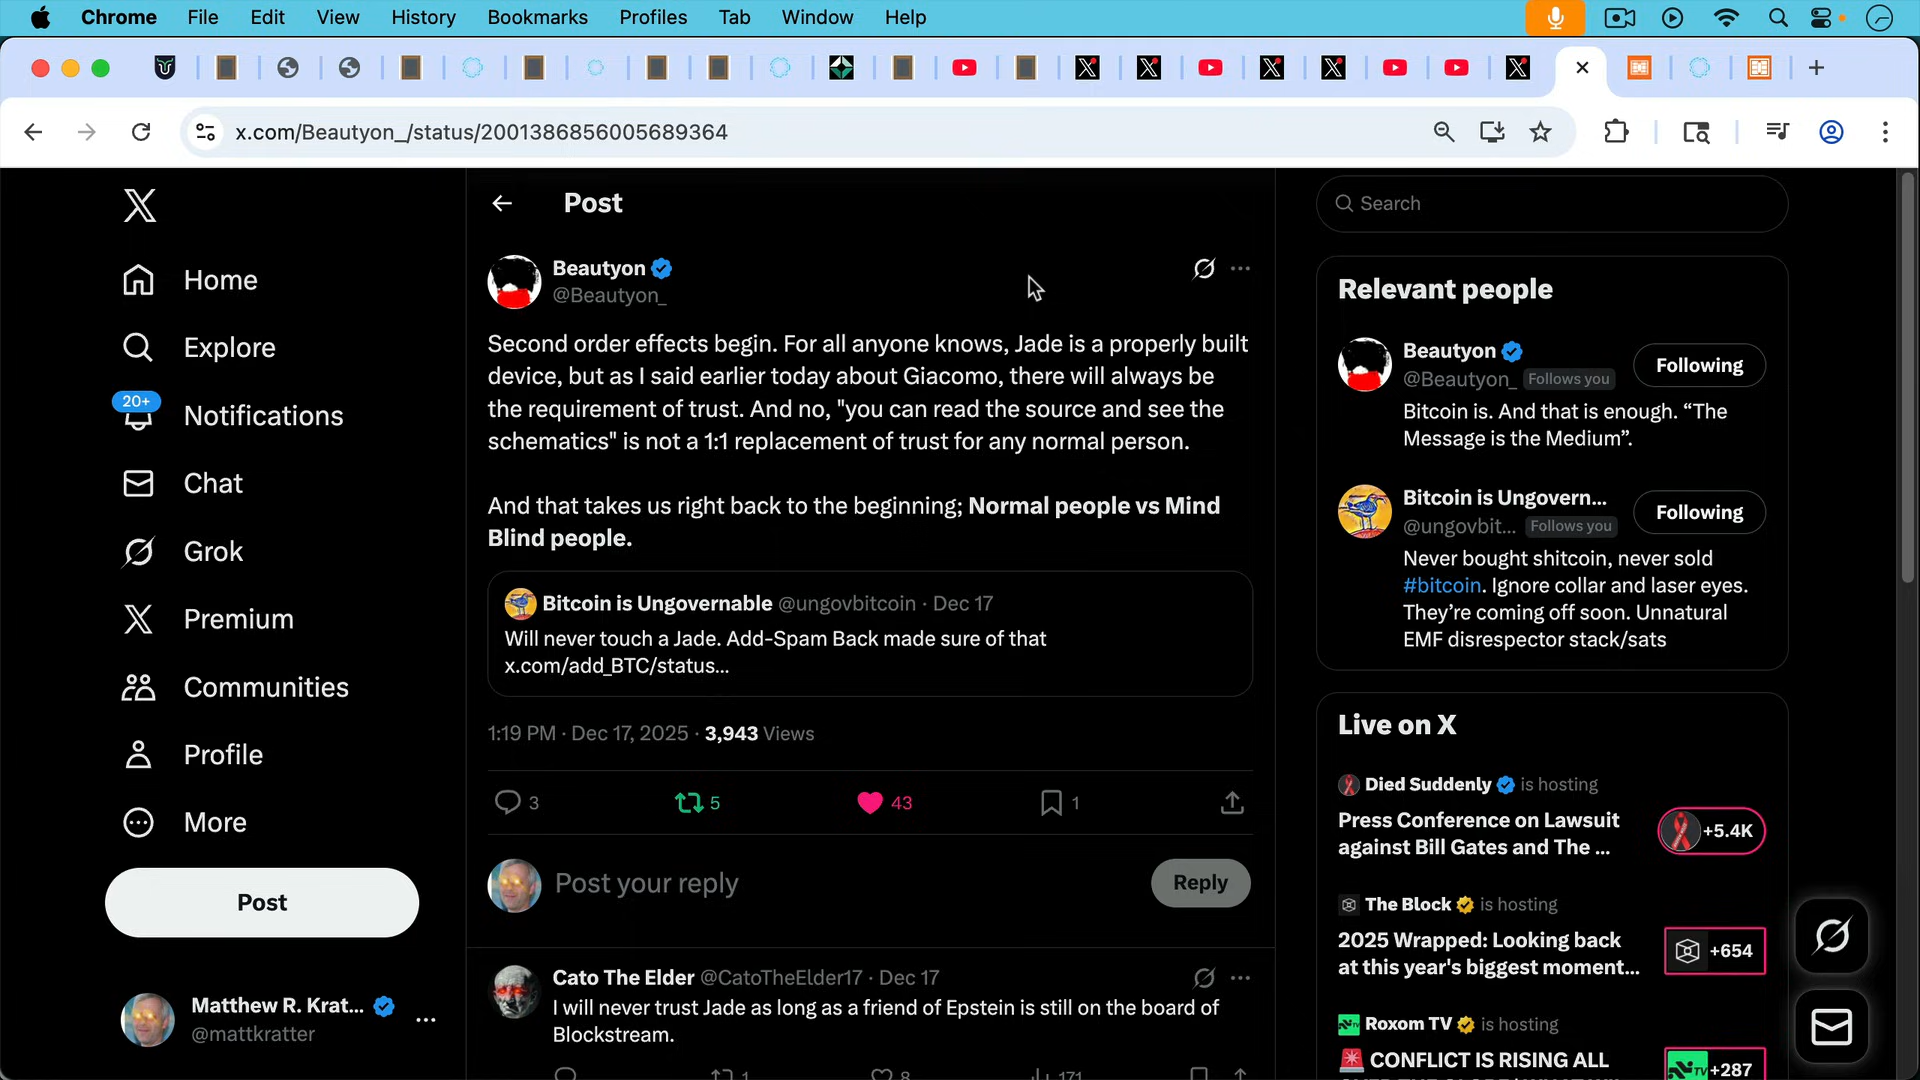 Chrome File Edit View History Bookmarks Profiles Tab Window Help
x.com/Beautyon_/status/2001386856005689364
Home
Explore
20+
Notifications
Chat
Grok
Premium
Communities
Profile
More
Post
Matthew R. Krat...
@mattkratter
Post
Beautyon
@Beautyon_
Second order effects begin. For all anyone knows, Jade is a properly built
device, but as I said earlier today about Giacomo, there will always be
the requirement of trust. And no, "you can read the source and see the
schematics" is not a 1:1 replacement of trust for any normal person.
And that takes us right back to the beginning; Normal people vs Mind
Blind people.
Bitcoin is Ungovernable @ungovbitcoin · Dec 17
Will never touch a Jade. Add-Spam Back made sure of that
x.com/add_BTC/status...
1:19 PM · Dec 17, 2025 · 3,943 Views
3 5 43 1
Post your reply
Reply
Cato The Elder @CatoTheElder17 · Dec 17
I will never trust Jade as long as a friend of Epstein is still on the board of
Blockstream.
1 8 171
Search
Relevant people
Beautyon
@Beautyon_ Follows you
Following
Bitcoin is. And that is enough. “The
Message is the Medium”.
Bitcoin is Ungovern...
@ungovbit... Follows you
Following
Never bought shitcoin, never sold
#bitcoin. Ignore collar and laser eyes.
They’re coming off soon. Unnatural
EMF disrespector stack/sats
Live on X
Died Suddenly is hosting
Press Conference on Lawsuit
against Bill Gates and The ...
+5.4K
The Block is hosting
2025 Wrapped: Looking back
at this year's biggest moment...
+654
Roxom TV is hosting
CONFLICT IS RISING ALL
+287